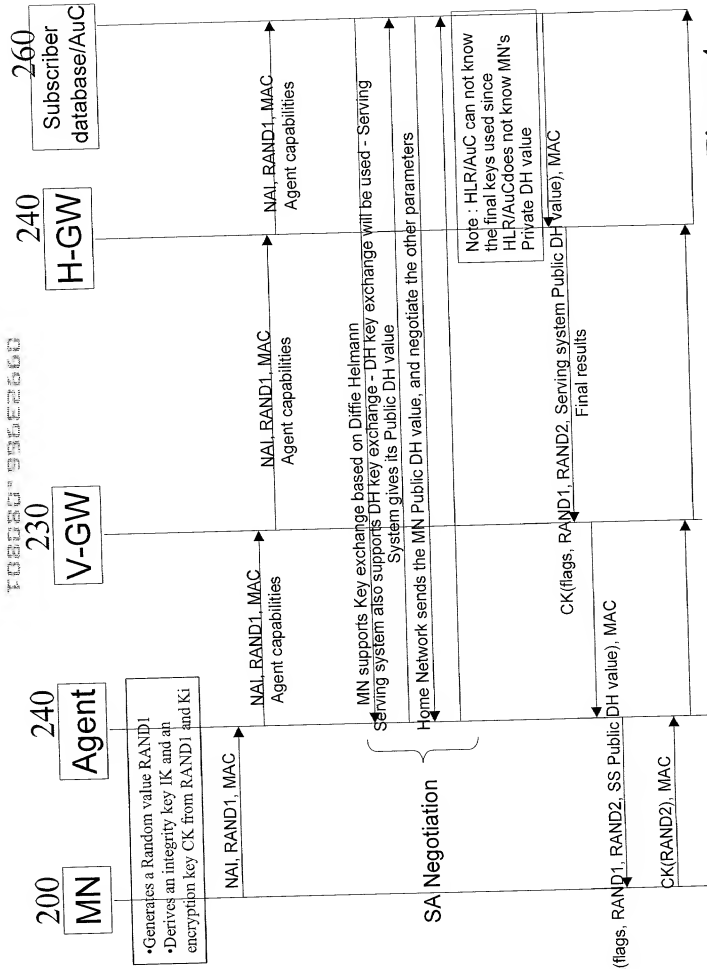 200
MN
240
Agent
230
V-GW
240
H-GW
260
Subscriber
database/AuC
•Generates a Random value RAND1
•Derives an integrity key IK and an
encryption key CK from RAND1 and Ki
NAI, RAND1, MAC
NAI, RAND1, MAC
Agent capabilities
NAI, RAND1, MAC
Agent capabilities
NAI, RAND1, MAC
Agent capabilities
SA Negotiation
MN supports Key exchange based on Diffie Helmann
Serving system also supports DH key exchange - DH key exchange will be used - Serving
System gives its Public DH value
Home Network sends the MN Public DH value, and negotiate the other parameters
Note : HLR/AuC can not know
the final keys used since
HLR/AuCdoes not know MN's
Private DH value
CK(flags, RAND1, RAND2, Serving system Public DH value), MAC
Final results
(flags, RAND1, RAND2, SS Public DH value), MAC
CK(RAND2), MAC